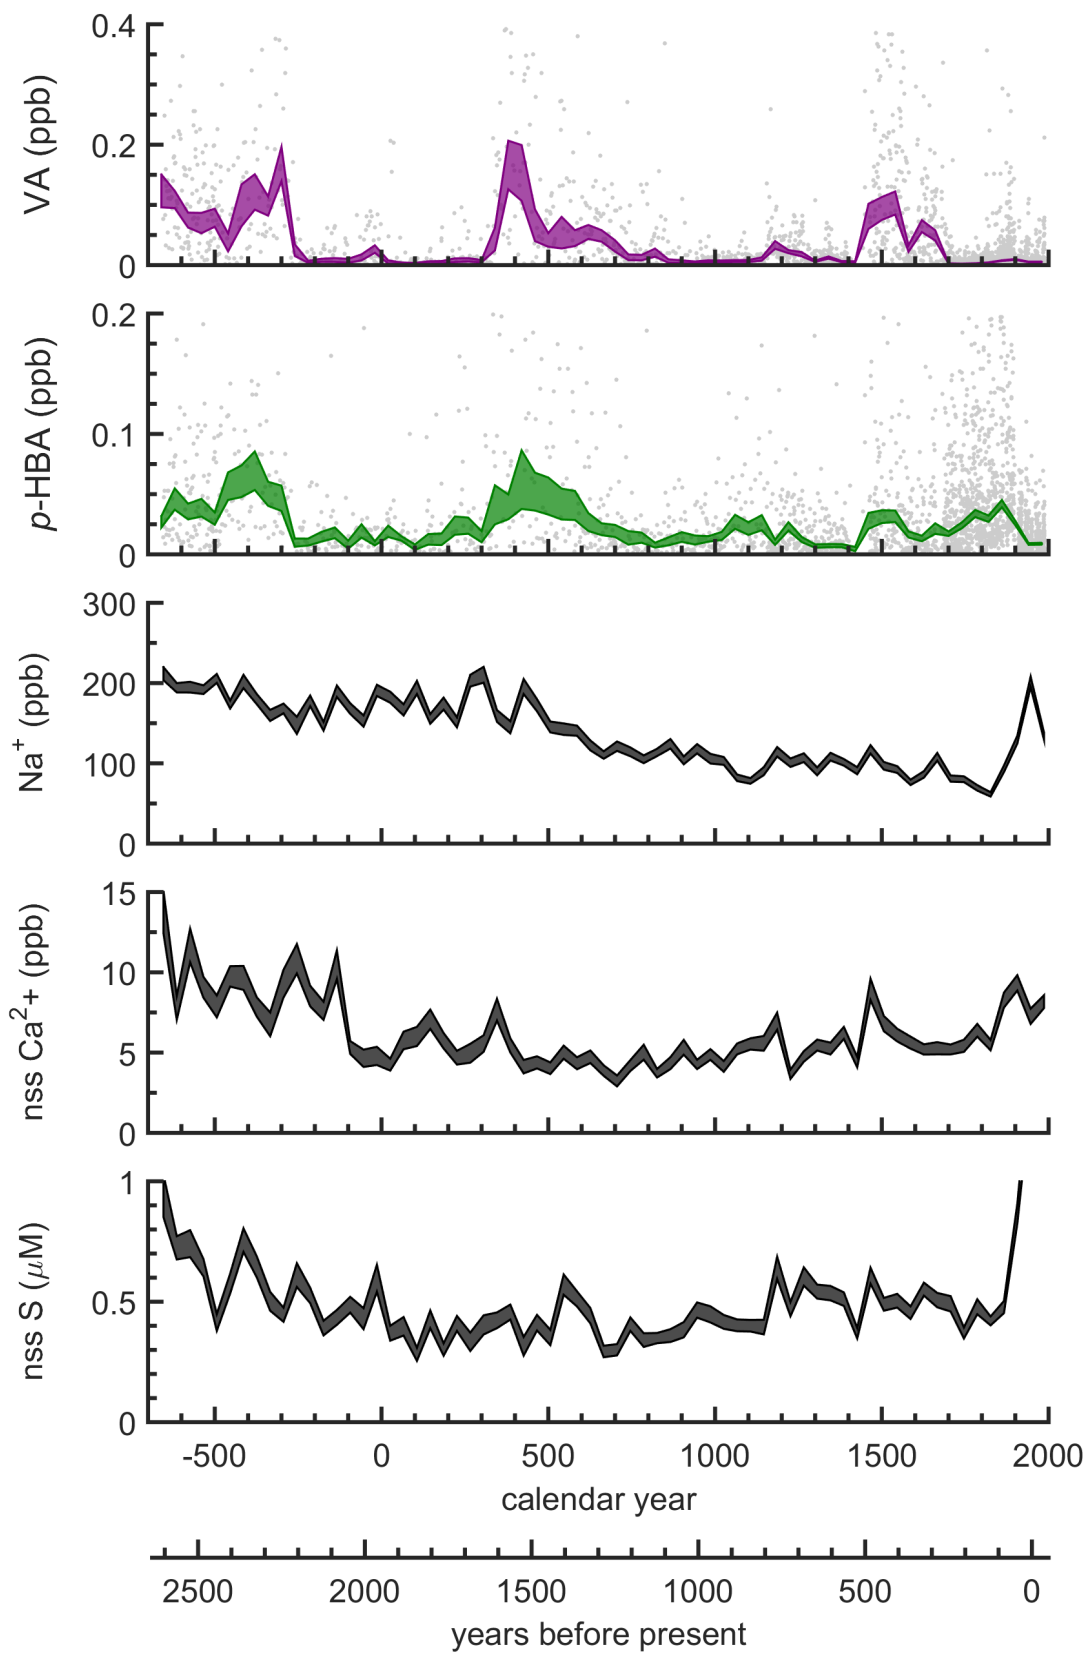 VA (ppb)
0.4
0.2
0
p-HBA (ppb)
0.2
0.1
0
Na+ (ppb)
300
200
100
0
nss Ca2+ (ppb)
15
10
5
0
nss S (μM)
1
0.5
0
-500 0 500 1000 1500 2000
calendar year
2500 2000 1500 1000 500 0
years before present